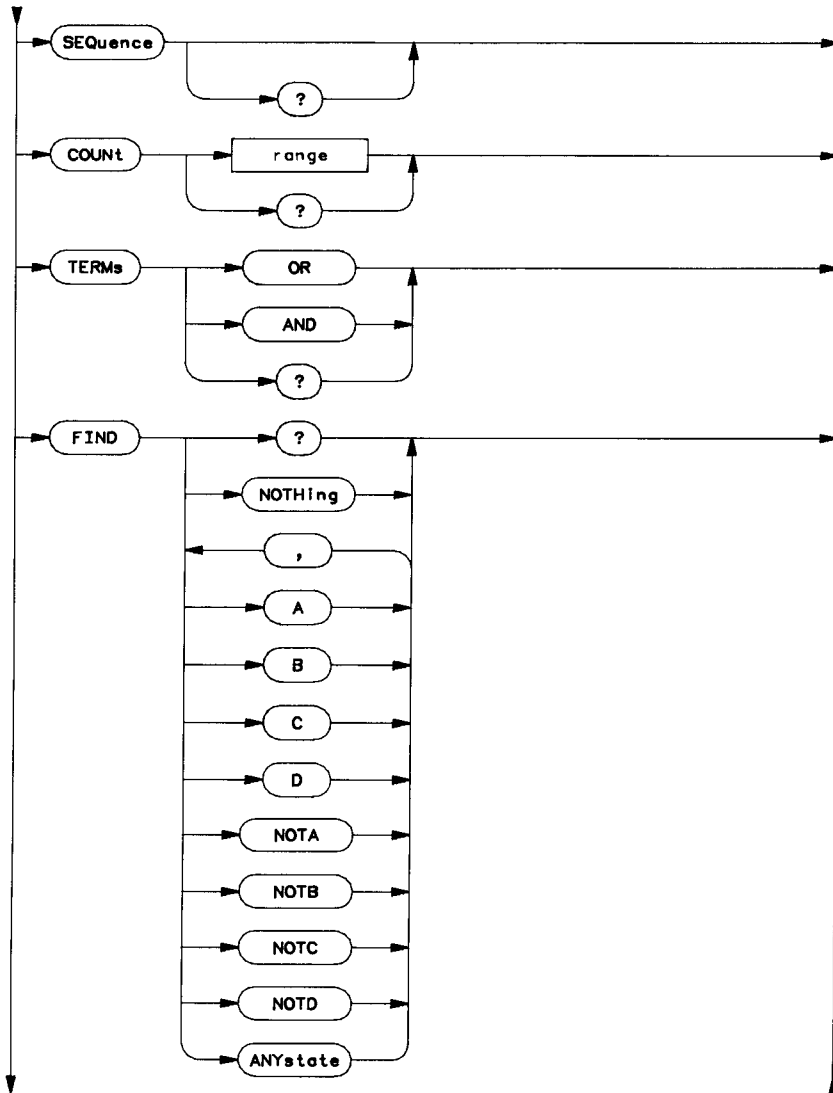 SEQuence
?
COUNt range
?
TERMs OR
AND
?
FIND ?
NOTHing
,
A
B
C
D
NOTA
NOTB
NOTC
NOTD
ANYstate